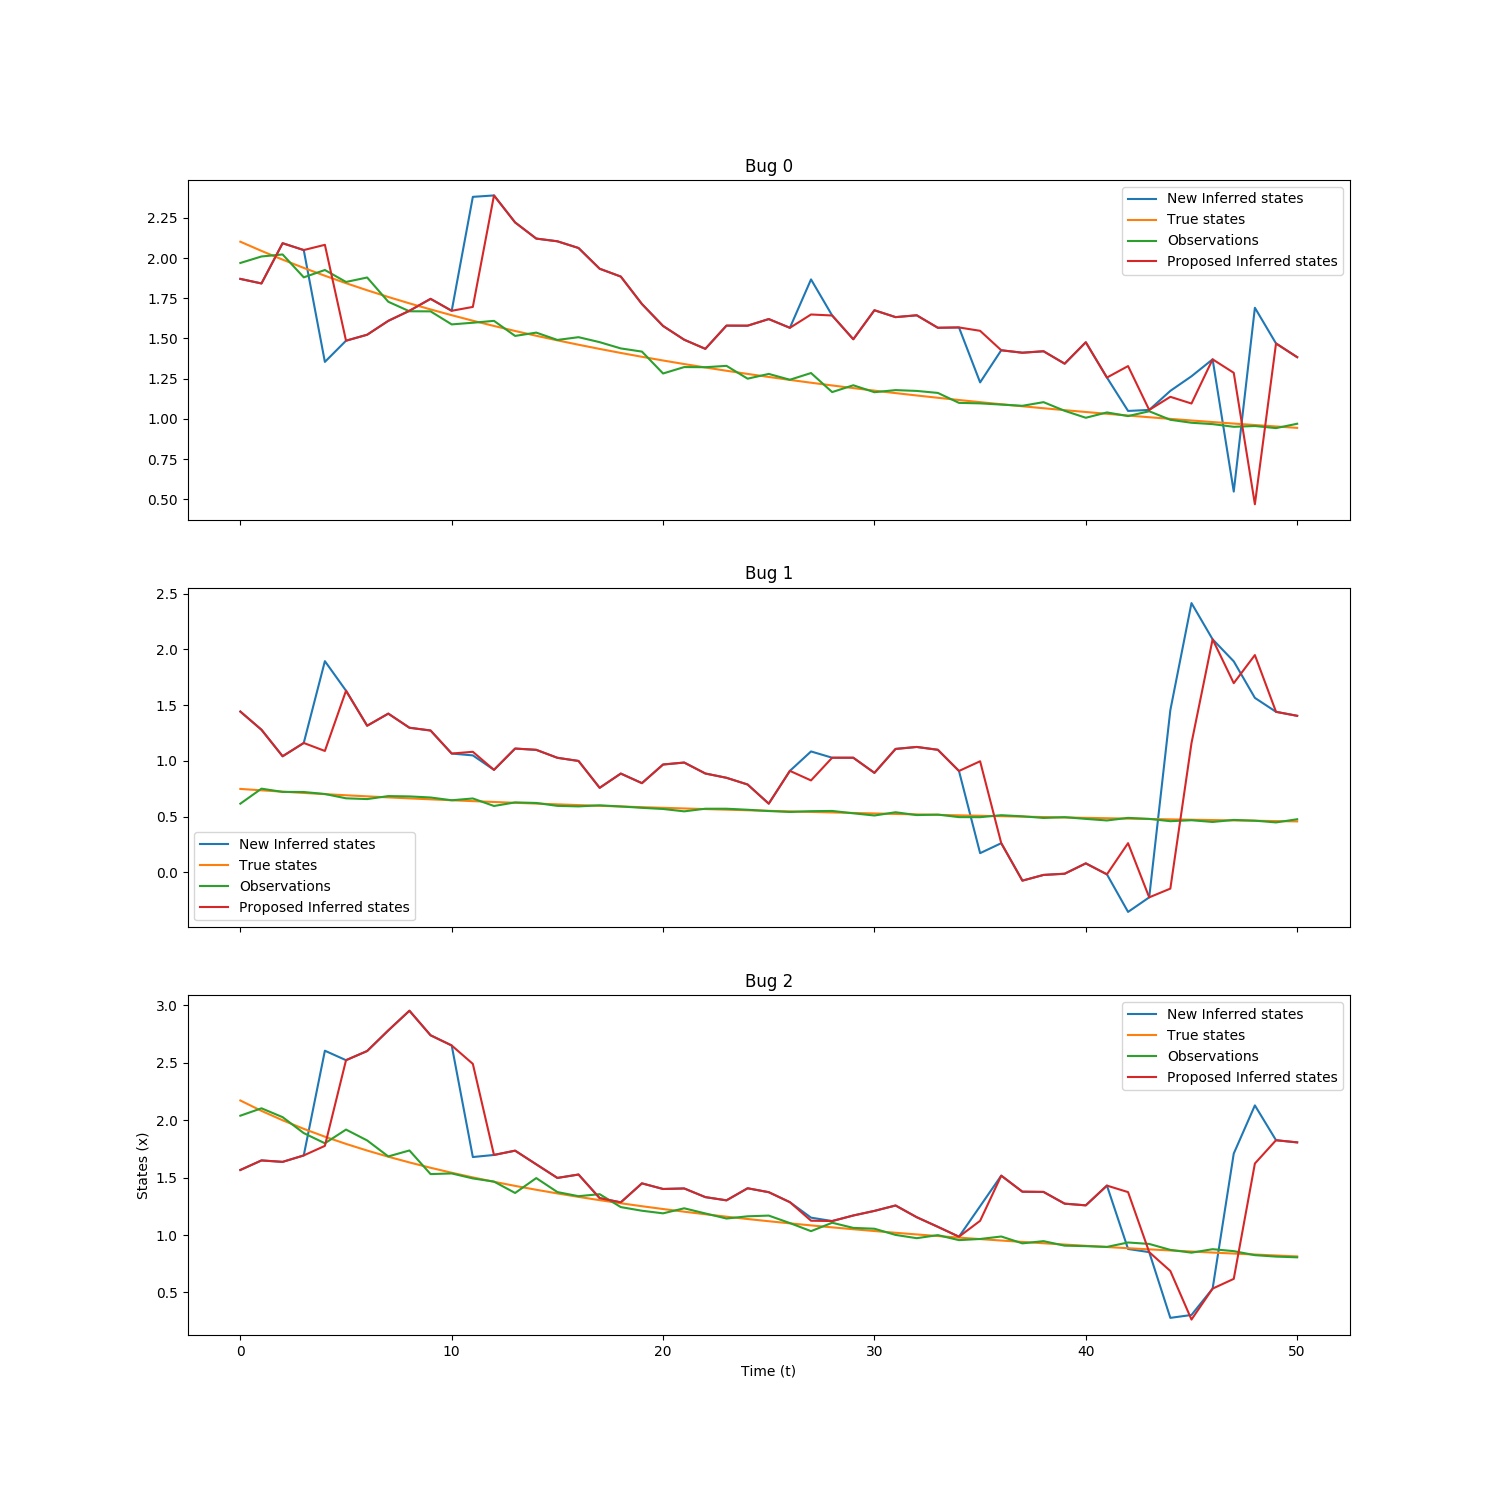 Bug 0
2.25
2.00
1.75
1.50
1.25
1.00
0.75
0.50
New Inferred states
True states
Observations
Proposed Inferred states
Bug 1
2.5
2.0
1.5
1.0
0.5
0.0
New Inferred states
True states
Observations
Proposed Inferred states
Bug 2
3.0
2.5
2.0
1.5
1.0
0.5
States (x)
New Inferred states
True states
Observations
Proposed Inferred states
0 10 20 30 40 50
Time (t)